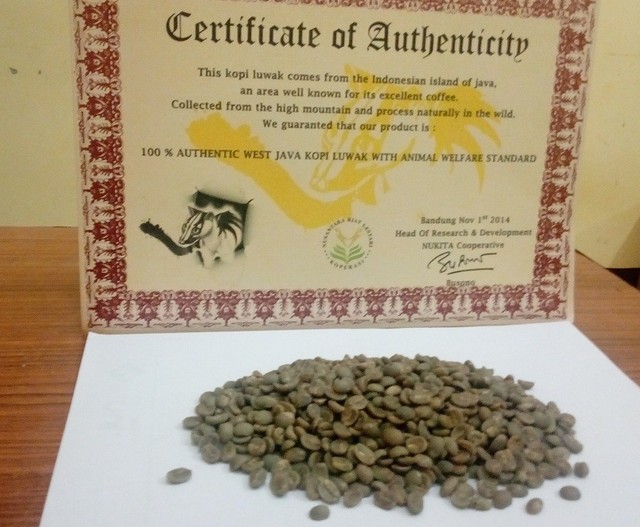 Certificate of Authenticity
This kopi luwak comes from the Indonesian island of java,
an area well known for its excellent coffee.
Collected from the high mountain and process naturally in the wild.
We guaranted that our product is :
100 % AUTHENTIC WEST JAVA KOPI LUWAK WITH ANIMAL WELFARE STANDARD
Bandung Nov 1st 2014
Head Of Research & Development
NUKITA Cooperative
KOPERASI